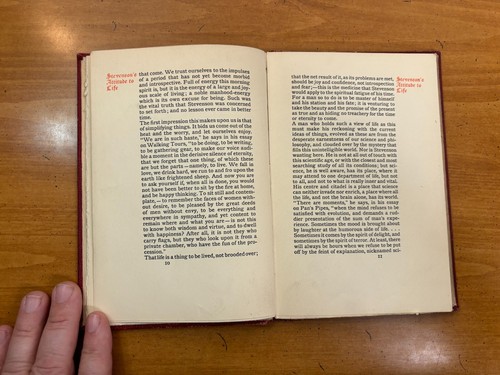 Stevenson's
Attitude to
Life
that come. We trust ourselves to the impulses
of a period that has not yet become morbid
and introspective. Full of energy this morning
spirit is, but it is the energy of a large and joy-
ous scale of living; a noble manhood-energy
which is its own excuse for being. Such was
the vital truth that Stevenson was concerned
to set forth; and no lesson ever came in better
time.
The first impression this makes upon us is that
of simplifying things. It bids us come out of the
heat and the worry, and let ourselves enjoy.
"We are in such haste," he says in his essay
on Walking Tours, "to be doing, to be writing,
to be gathering gear, to make our voice audi-
ble a moment in the derisive silence of eternity,
that we forget that one thing, of which these
are but the parts—namely, to live. We fall in
love, we drink hard, we run to and fro upon the
earth like frightened sheep. And now you are
to ask yourself if, when all is done, you would
not have been better to sit by the fire at home,
and be happy thinking. To sit still and contem-
plate,—to remember the faces of women with-
out desire, to be pleased by the great deeds
of men without envy, to be everything and
everywhere in sympathy, and yet content to
remain where and what you are—is not this
to know both wisdom and virtue, and to dwell
with happiness? After all, it is not they who
carry flags, but they who look upon it from a
private chamber, who have the fun of the pro-
cession."
That life is a thing to be lived, not brooded over;
10
Stevenson's
Attitude to
Life
that the net result of it, as its problems are met,
should be joy and confidence, not introspection
and fear;—this is the medicine that Stevenson
would apply to the spiritual fatigue of his time.
For a man so to do is to be master of himself
and his station and his fate; it is venturing to
take the beauty and the promise of the present
as true and as hiding no treachery for the time
or eternity to come.
A man who holds such a view of life as this
must make his reckoning with the current
ideas of things, evolved as these are from the
desperate earnestness of our science and phi-
losophy, and clouded over by the mystery that
fills this unintelligible world. Nor is Stevenson
wanting here. He is not at all out of touch with
this scientific age, or with the closest and most
searching study of all its conditions; but sci-
ence, he is well aware, has its place, where it
may attend to one department of life, but not
to all, and not to what is really inner and vital.
His centre and citadel is a place that science
can neither invade nor enrich, a place where all
the life, and not the brain alone, has its world.
"There are moments," he says, in his essay
on Pan's Pipes, "when the mind refuses to be
satisfied with evolution, and demands a rud-
dier presentation of the sum of man's expe-
rience. Sometimes the mood is brought about
by laughter at the humorous side of life. . . .
Sometimes it comes by the spirit of delight, and
sometimes by the spirit of terror. At least, there
will always be hours when we refuse to be put
off by the feint of explanation, nicknamed sci-
11